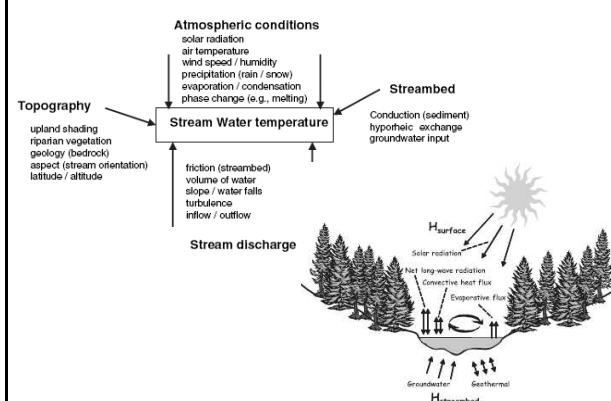 Atmospheric conditions
solar radiation
air temperature
wind speed / humidity
precipitation (rain / snow)
evaporation / condensation
phase change (e.g., melting)
Topography
upland shading
riparian vegetation
geology (bedrock)
aspect (stream orientation)
latitude / altitude
Stream Water temperature
Streambed
Conduction (sediment)
hyporheic exchange
groundwater input
friction (streambed)
volume of water
slope / water falls
turbulence
inflow / outflow
Stream discharge
Hsurface
Solar radiation
Net long-wave radiation
Convective heat flux
Evaporative flux
Groundwater
Geothermal
Hstreambed